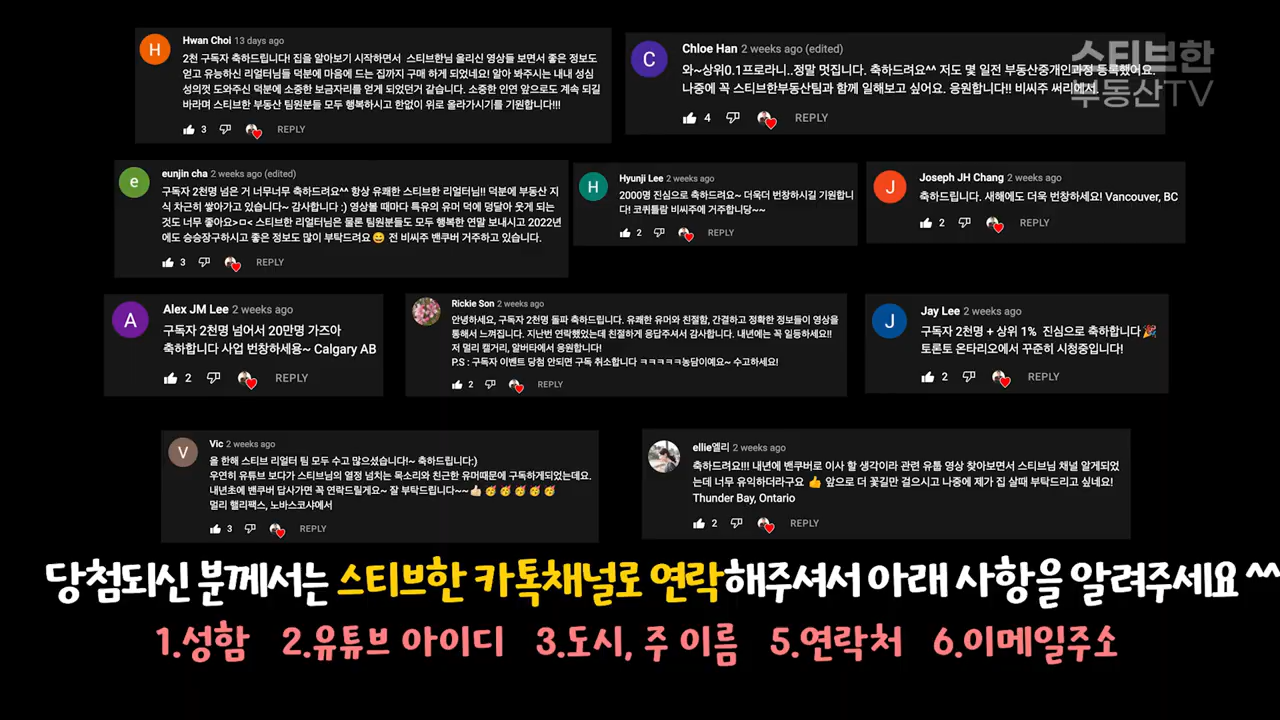 Hwan Choi 13 days ago
2천 구독자 축하드립니다! 집을 알아보기 시작하면서 스티브한님 올리신 영상들 보면서 좋은 정보도
얻고 유능하신 리얼터님들 덕분에 마음에 드는 집까지 구매 하게 되었네요! 알아 봐주시는 내내 성심
성의껏 도와주신 덕분에 소중한 보금자리를 얻게 되었던거 같습니다. 소중한 인연 앞으로도 계속 되길
바라며 스티브한 부동산 팀원분들 모두 행복하시고 한없이 위로 올라가시기를 기원합니다!!!
3 REPLY
Chloe Han 2 weeks ago (edited)
와~상위0.1프로라니..정말 멋집니다. 축하드려요^^ 저도 몇 일전 부동산중개인과정 등록했어요.
나중에 꼭 스티브한부동산팀과 함께 일해보고 싶어요. 응원합니다!! 비씨주 써리에서.
4 REPLY
스티브한
부동산TV
eunjin cha 2 weeks ago (edited)
구독자 2천명 넘은 거 너무너무 축하드려요^^ 항상 유쾌한 스티브한 리얼터님!! 덕분에 부동산 지
식 차근히 쌓아가고 있습니다~ 감사합니다 :) 영상볼 때마다 특유의 유머 덕에 덩달아 웃게 되는
것도 너무 좋아요>ㅁ< 스티브한 리얼터님은 물론 팀원분들도 모두 행복한 연말 보내시고 2022년
에도 승승장구하시고 좋은 정보도 많이 부탁드려요😄 전 비씨주 밴쿠버 거주하고 있습니다.
3 REPLY
Hyunji Lee 2 weeks ago
2000명 진심으로 축하드려요~ 더욱더 번창하시길 기원합니
다! 코퀴틀람 비씨주에 거주합니당~~
2 REPLY
Joseph JH Chang 2 weeks ago
축하드립니다. 새해에도 더욱 번창하세요! Vancouver, BC
2 REPLY
Alex JM Lee 2 weeks ago
구독자 2천명 넘어서 20만명 가즈아
축하합니다 사업 번창하세용~ Calgary AB
2 REPLY
Rickie Son 2 weeks ago
안녕하세요, 구독자 2천명 돌파 축하드립니다. 유쾌한 유머와 친절함, 간결하고 정확한 정보들이 영상을
통해서 느껴집니다. 지난번 연락했었는데 친절하게 응답주셔서 감사합니다. 내년에는 꼭 일등하세요!!
저 멀리 캘거리, 알버타에서 응원합니다!
P.S : 구독자 이벤트 당첨 안되면 구독 취소합니다 ㅋㅋㅋㅋㅋ농담이예요~ 수고하세요!
2 REPLY
Jay Lee 2 weeks ago
구독자 2천명 + 상위 1% 진심으로 축하합니다🎉
토론토 온타리오에서 꾸준히 시청중입니다!
2 REPLY
Vic 2 weeks ago
올 한해 스티브 리얼터 팀 모두 수고 많으셨습니다!~ 축하드립니다:)
우연히 유튜브 보다가 스티브님의 열정 넘치는 목소리와 친근한 유머때문에 구독하게되었는데요.
내년초에 밴쿠버 답사가면 꼭 연락드릴게요~ 잘 부탁드립니다~~👍🏻🥳🥳🥳🥳🥳
멀리 핼리팩스, 노바스코샤에서
3 REPLY
ellie엘리 2 weeks ago
축하드려요!!! 내년에 밴쿠버로 이사 할 생각이라 관련 유튭 영상 찾아보면서 스티브님 채널 알게되었
는데 너무 유익하더라구요 👍 앞으로 더 꽃길만 걸으시고 나중에 제가 집 살때 부탁드리고 싶네요!
Thunder Bay, Ontario
2 REPLY
당첨되신 분께서는 스티브한 카톡채널로 연락해주셔서 아래 사항을 알려주세요^^
1.성함 2.유튜브 아이디 3.도시, 주 이름 5.연락처 6.이메일주소
H
C
e
H
J
A
J
V